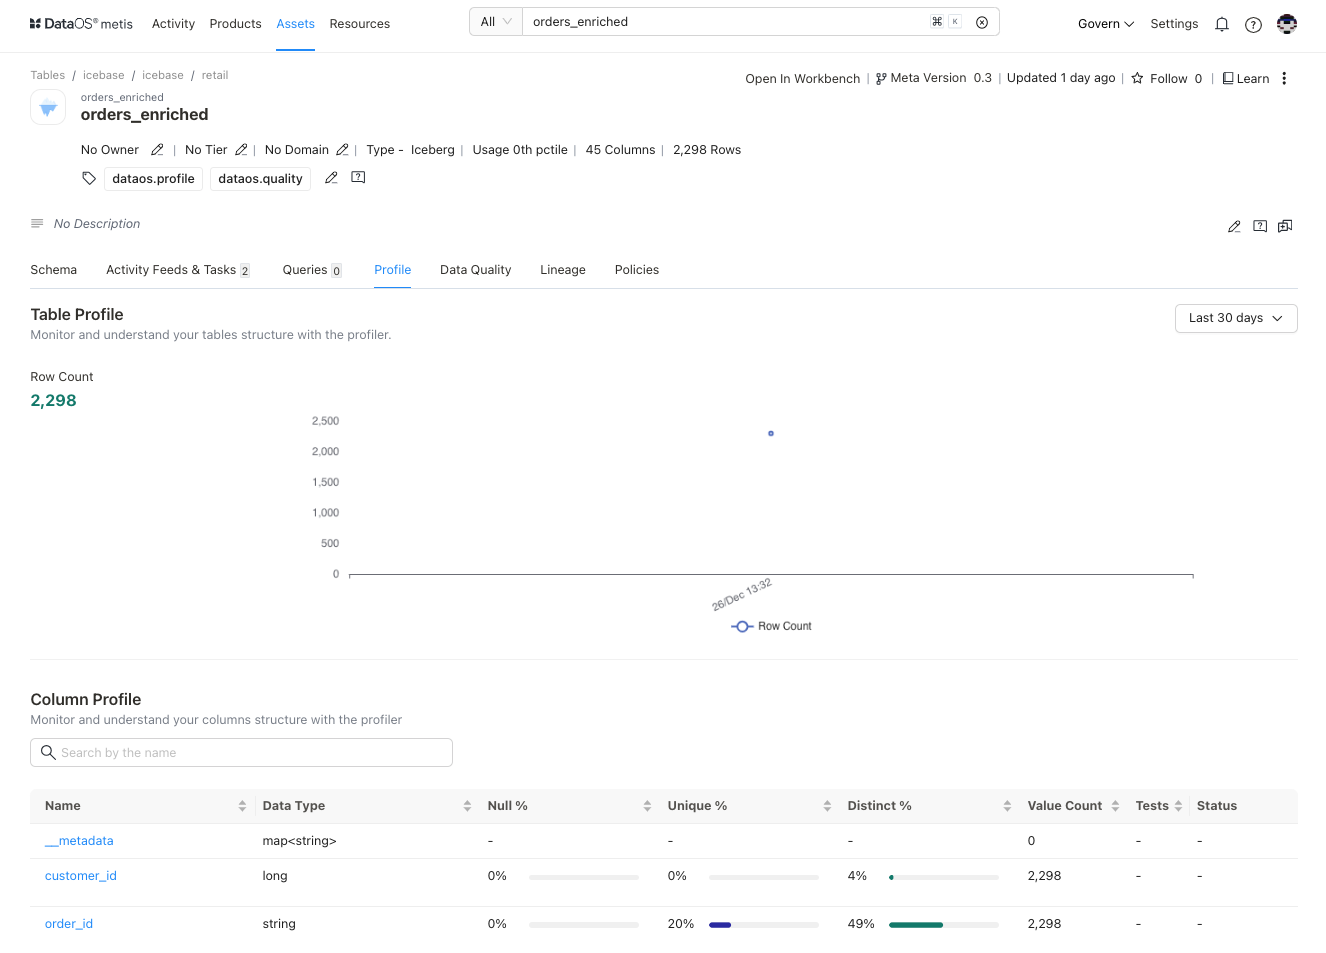 DataOS® metis Activity Products Assets Resources All orders_enriched ⌘ K Govern Settings
Tables / icebase / icebase / retail
Open In Workbench | Meta Version 0.3 | Updated 1 day ago | Follow 0 | Learn
orders_enriched
orders_enriched
No Owner | No Tier | No Domain | Type - Iceberg | Usage 0th pctile | 45 Columns | 2,298 Rows
dataos.profile dataos.quality
No Description
Schema Activity Feeds & Tasks 2 Queries 0 Profile Data Quality Lineage Policies
Table Profile
Monitor and understand your tables structure with the profiler.
Last 30 days
Row Count
2,298
2,500
2,000
1,500
1,000
500
0
26/Dec 13:32
Row Count
Column Profile
Monitor and understand your columns structure with the profiler
Search by the name
Name Data Type Null % Unique % Distinct % Value Count Tests Status
__metadata map<string> - - - 0 - -
customer_id long 0% 0% 4% 2,298 - -
order_id string 0% 20% 49% 2,298 - -